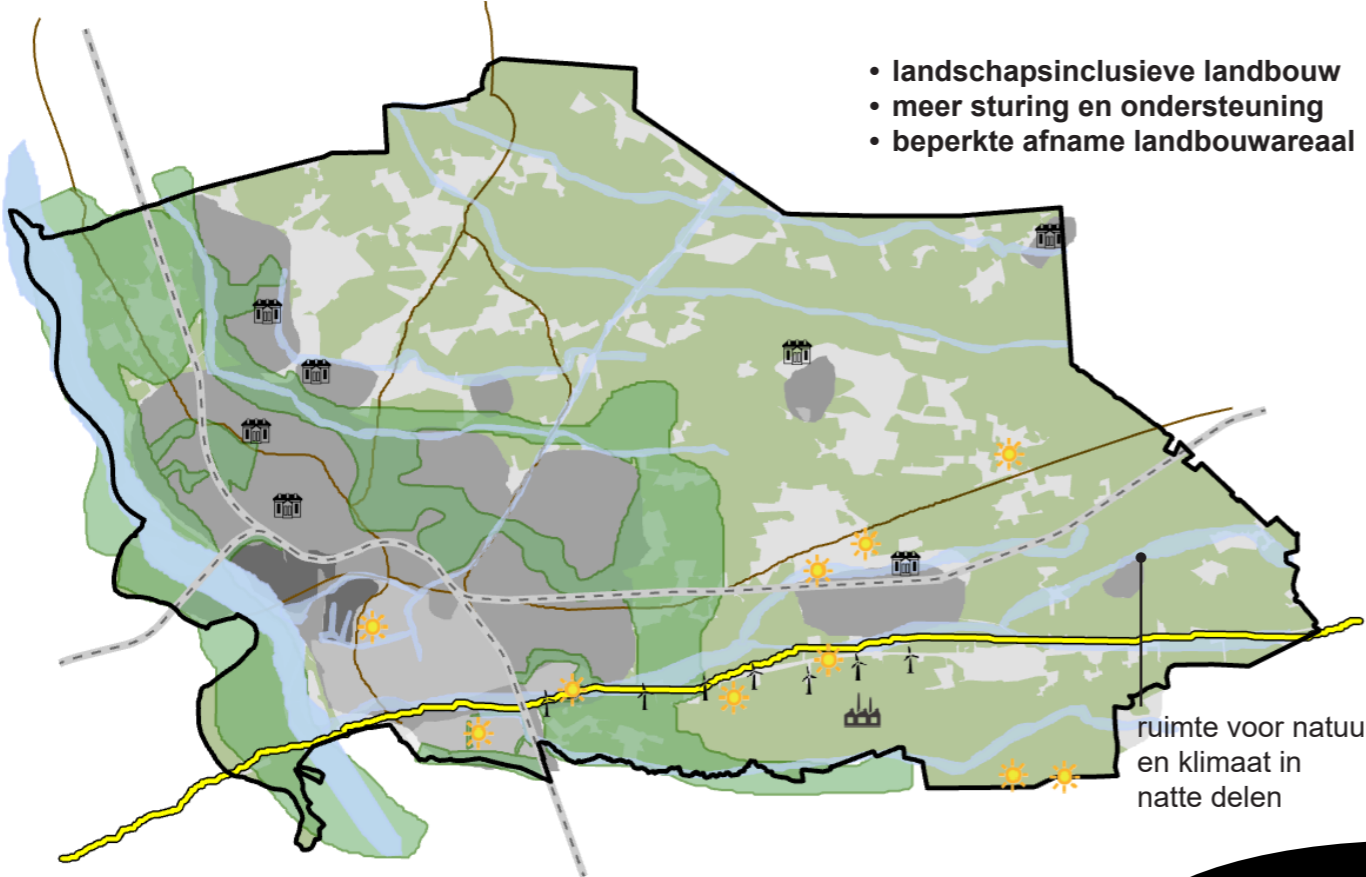 • landschapsinclusieve landbouw
• meer sturing en ondersteuning
• beperkte afname landbouwareaal
ruimte voor natuu
en klimaat in
natte delen